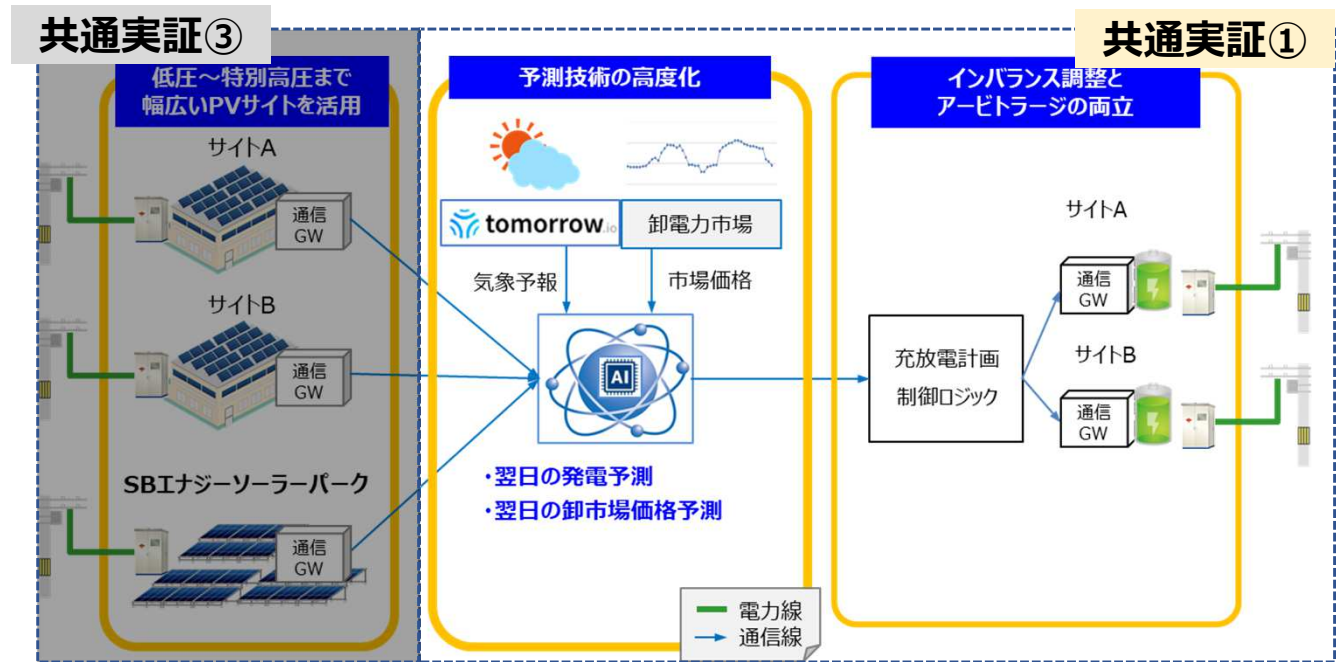 共通実証③
共通実証①
低圧～特別高圧まで
幅広いPVサイトを活用
サイトA
通信
GW
サイトB
通信
GW
SBエナジーソーラーパーク
通信
GW
予測技術の高度化
tomorrow.io
卸電力市場
気象予報
市場価格
AI
・翌日の発電予測
・翌日の卸市場価格予測
インバランス調整と
アービトラージの両立
充放電計画
制御ロジック
サイトA
通信
GW
サイトB
通信
GW
電力線
通信線